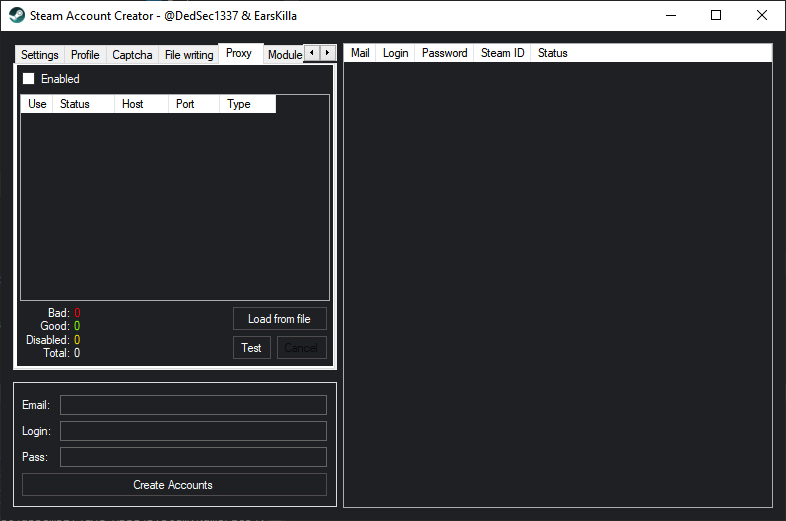 Steam Account Creator - @DedSec1337 & EarsKilla
Settings Profile Captcha File writing Proxy Module
Enabled
Use Status Host Port Type
Bad: 0
Good: 0
Disabled: 0
Total: 0
Load from file
Test Cancel
Email:
Login:
Pass:
Create Accounts
Mail Login Password Steam ID Status